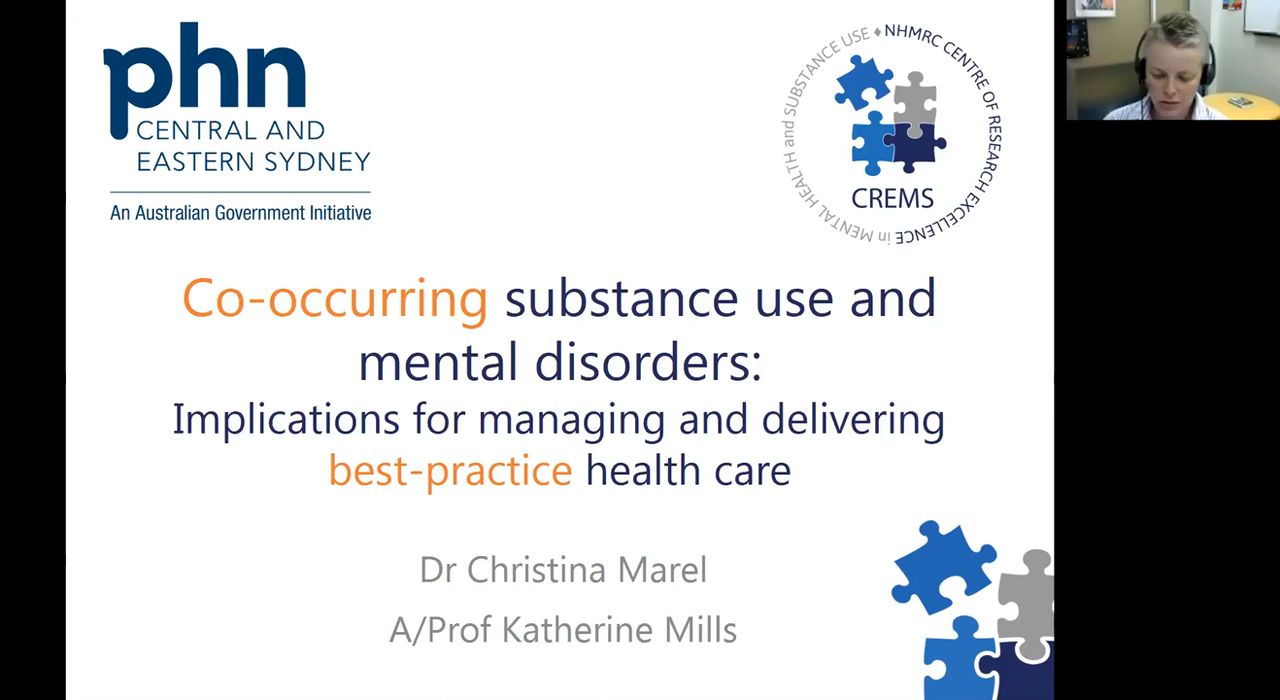 phn
CENTRAL AND
EASTERN SYDNEY
An Australian Government Initiative
NHMRC CENTRE OF RESEARCH EXCELLENCE in MENTAL HEALTH and SUBSTANCE USE ♦
CREMS
Co-occurring substance use and
mental disorders:
Implications for managing and delivering
best-practice health care
Dr Christina Marel
A/Prof Katherine Mills